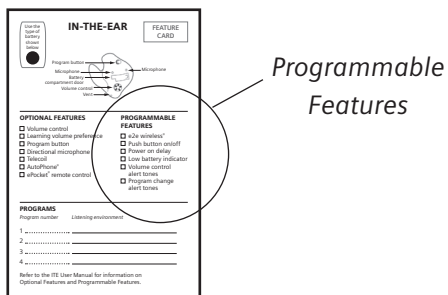 Use the
type of
battery
shown
below
IN-THE-EAR
FEATURE
CARD
Program button
Microphone
Microphone
Battery
compartment door
Volume control
Vent
OPTIONAL FEATURES
Volume control
Learning volume preference
Program button
Directional microphone
Telecoil
AutoPhone®
ePocket® remote control
PROGRAMMABLE
FEATURES
e2e wireless®
Push button on/off
Power on delay
Low battery indicator
Volume control
alert tones
Program change
alert tones
Programmable
Features
PROGRAMS
Program number Listening environment
1
2
3
4
Refer to the ITE User Manual for information on
Optional Features and Programmable Features.